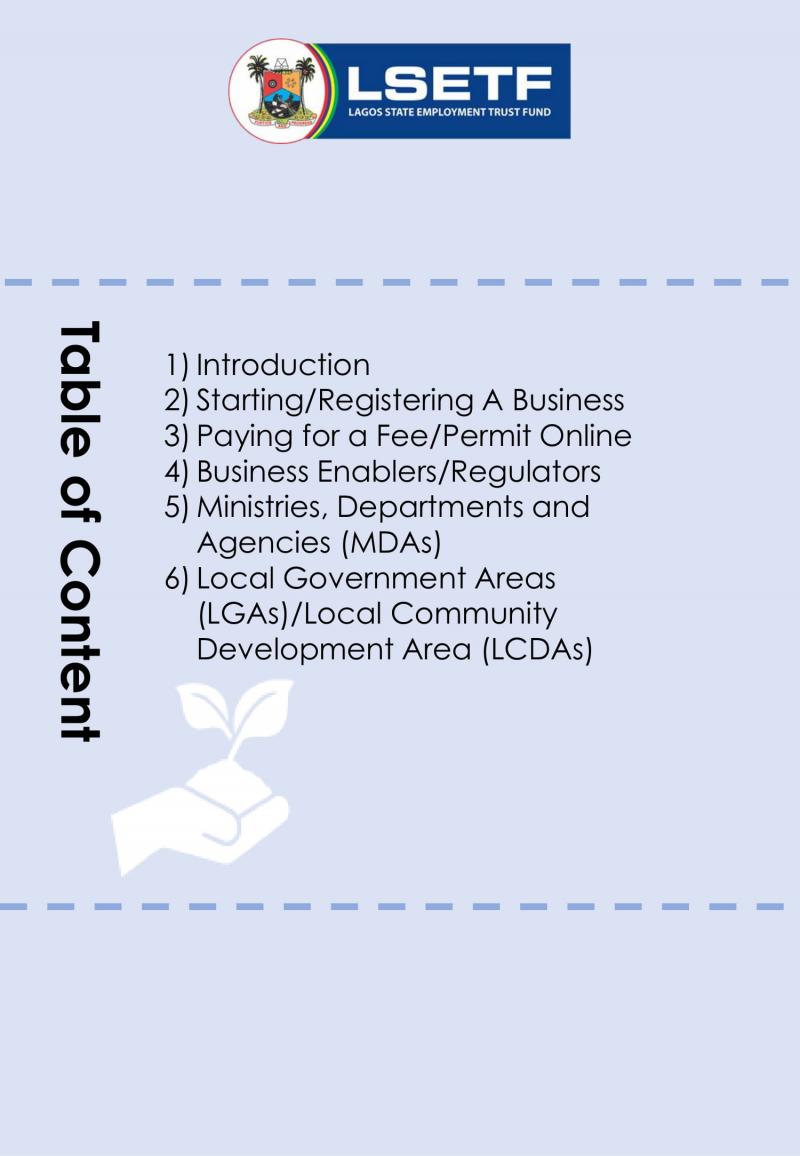 LSETF
LAGOS STATE EMPLOYMENT TRUST FUND
Table of Content
1) Introduction
2) Starting/Registering A Business
3) Paying for a Fee/Permit Online
4) Business Enablers/Regulators
5) Ministries, Departments and
Agencies (MDAs)
6) Local Government Areas
(LGAs)/Local Community
Development Area (LCDAs)